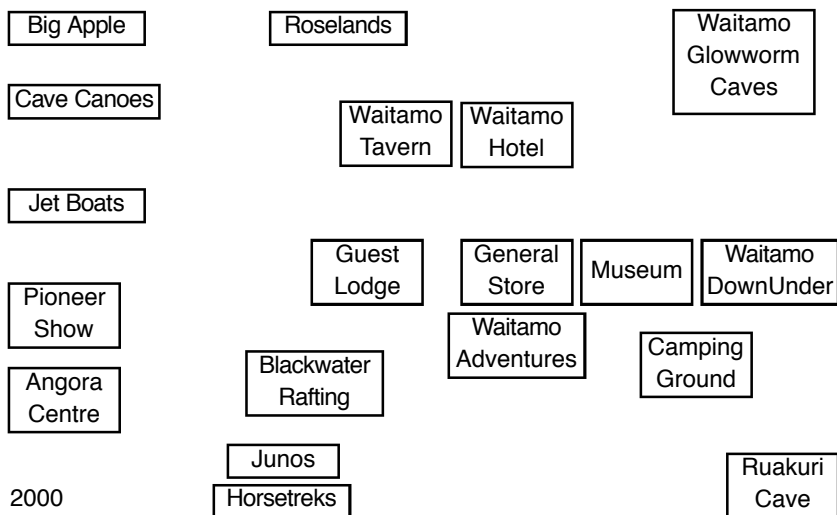 Big Apple
Roselands
Waitamo
Glowworm
Caves
Cave Canoes
Waitamo
Tavern
Waitamo
Hotel
Jet Boats
Guest
Lodge
General
Store
Museum
Waitamo
DownUnder
Pioneer
Show
Waitamo
Adventures
Camping
Ground
Blackwater
Rafting
Angora
Centre
Junos
Horsetreks
Ruakuri
Cave
2000